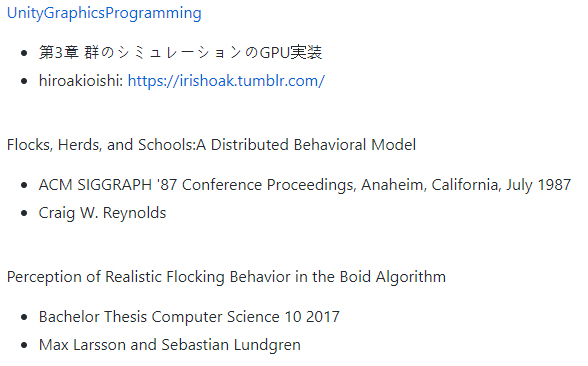 UnityGraphicsProgramming
• 第3章 群のシミュレーションのGPU実装
• hiroakioishi: https://irishoak.tumblr.com/
Flocks, Herds, and Schools:A Distributed Behavioral Model
• ACM SIGGRAPH '87 Conference Proceedings, Anaheim, California, July 1987
• Craig W. Reynolds
Perception of Realistic Flocking Behavior in the Boid Algorithm
• Bachelor Thesis Computer Science 10 2017
• Max Larsson and Sebastian Lundgren